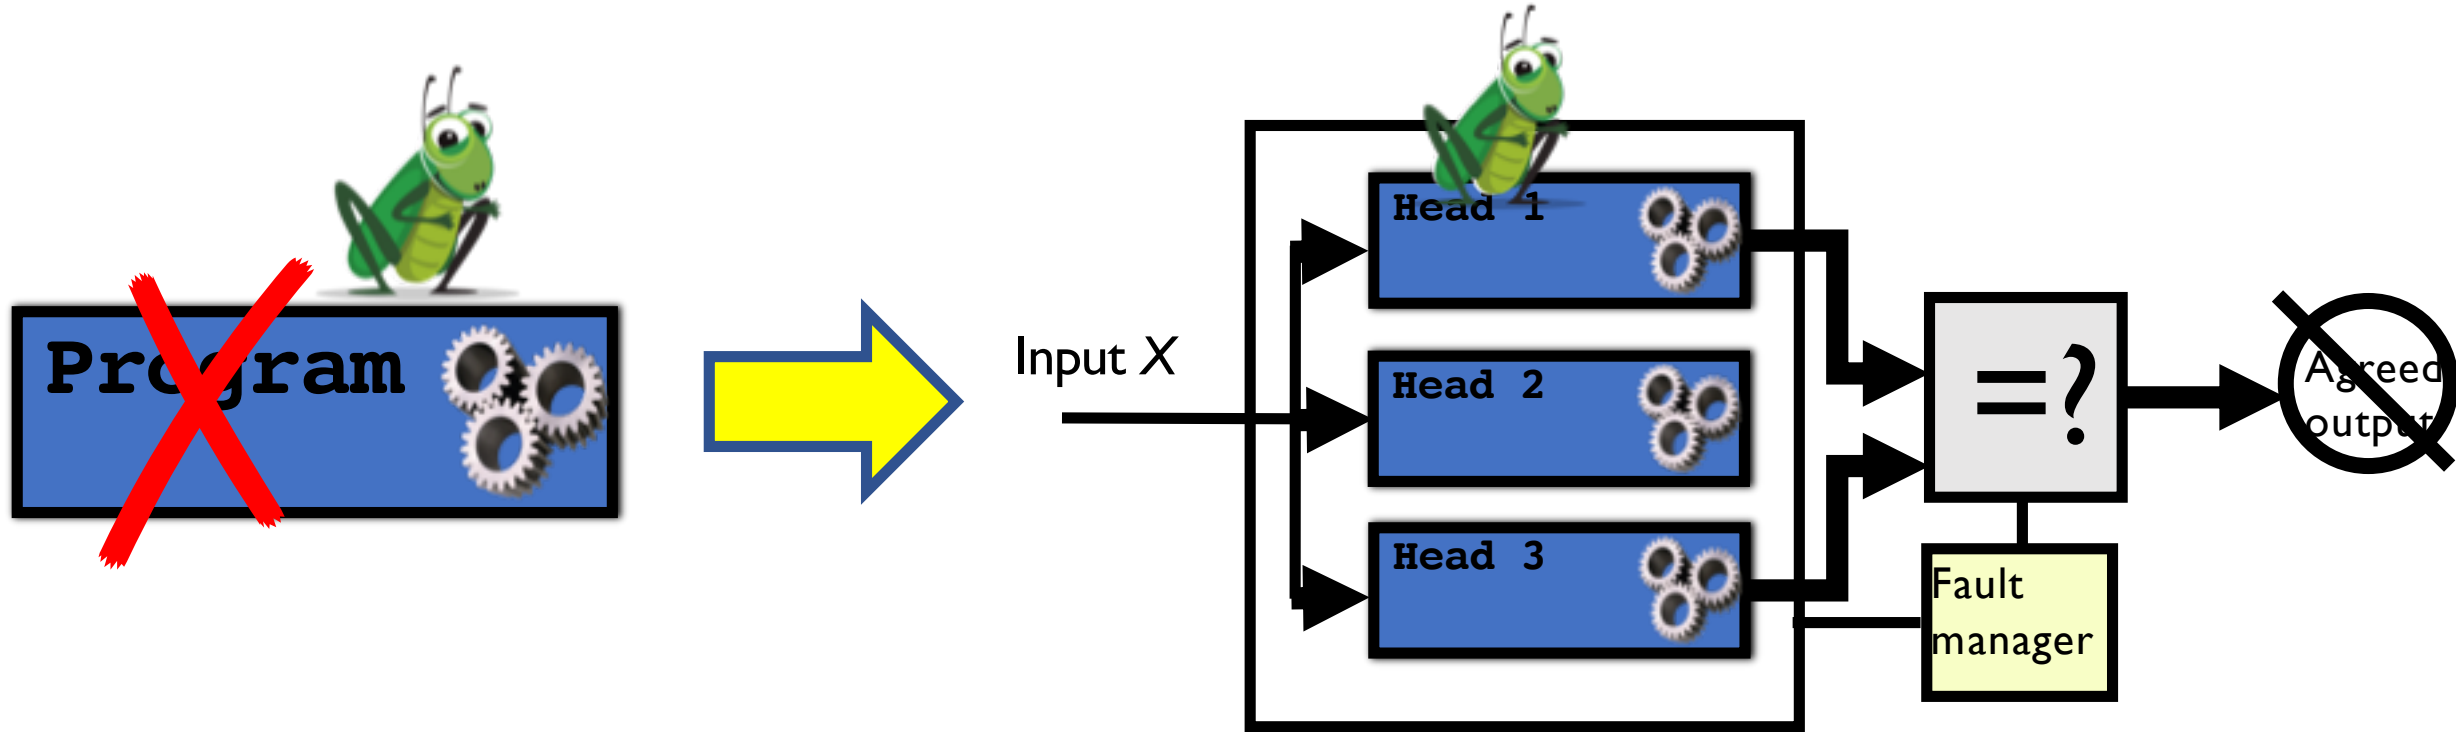 Program
Input X
Head 1
Head 2
Head 3
=?
Agreed
output
Fault
manager